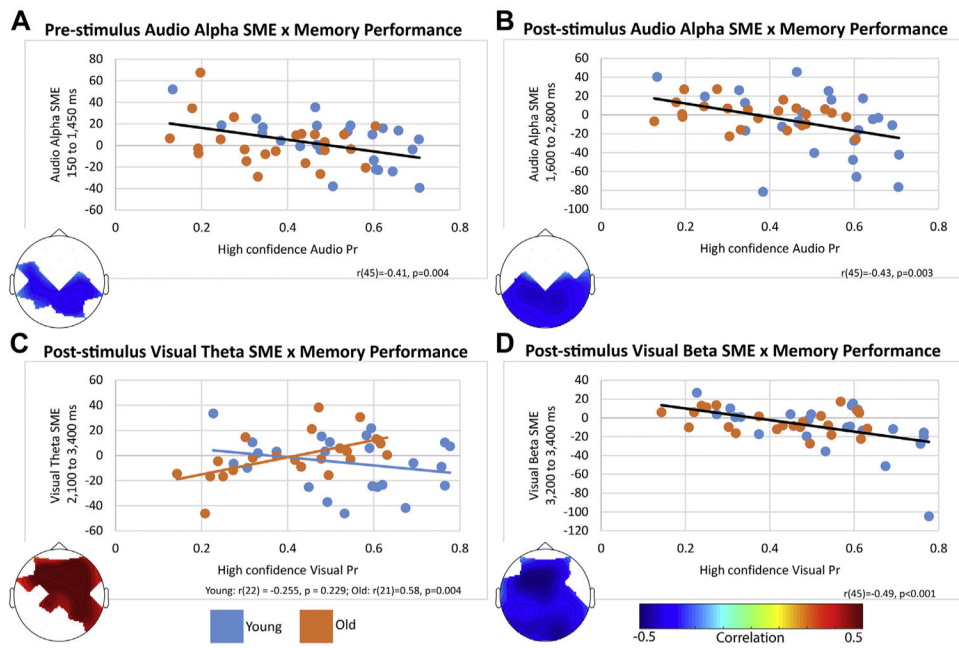 A
Pre-stimulus Audio Alpha SME x Memory Performance
Audio Alpha SME
150 to 1,450 ms
80
60
40
20
0
-20
-40
-60
0 0.2 0.4 0.6 0.8
High confidence Audio Pr
r(45)=-0.41, p=0.004
B
Post-stimulus Audio Alpha SME x Memory Performance
Audio Alpha SME
1,600 to 2,800 ms
60
40
20
0
-20
-40
-60
-80
-100
0 0.2 0.4 0.6 0.8
High confidence Audio Pr
r(45)=-0.43, p=0.003
C
Post-stimulus Visual Theta SME x Memory Performance
Visual Theta SME
2,100 to 3,400 ms
60
40
20
0
-20
-40
-60
0 0.2 0.4 0.6 0.8
High confidence Visual Pr
Young: r(22) = -0.255, p = 0.229; Old: r(21)=0.58, p=0.004
Young Old
D
Post-stimulus Visual Beta SME x Memory Performance
Visual Beta SME
3,200 to 3,400 ms
40
20
0
-20
-40
-60
-80
-100
-120
0 0.2 0.4 0.6 0.8
High confidence Visual Pr
r(45)=-0.49, p<0.001
-0.5 Correlation 0.5